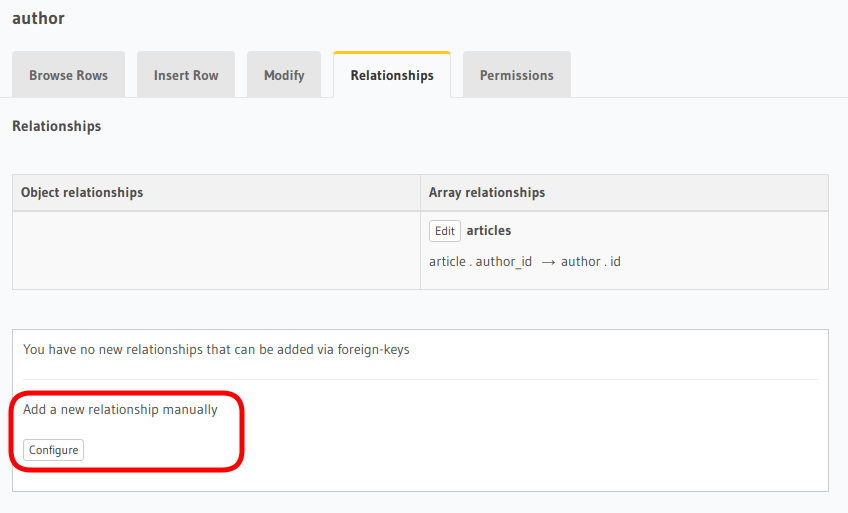 author
Browse Rows Insert Row Modify Relationships Permissions
Relationships
Object relationships Array relationships
Edit articles
article . author_id → author . id
You have no new relationships that can be added via foreign-keys
Add a new relationship manually
Configure